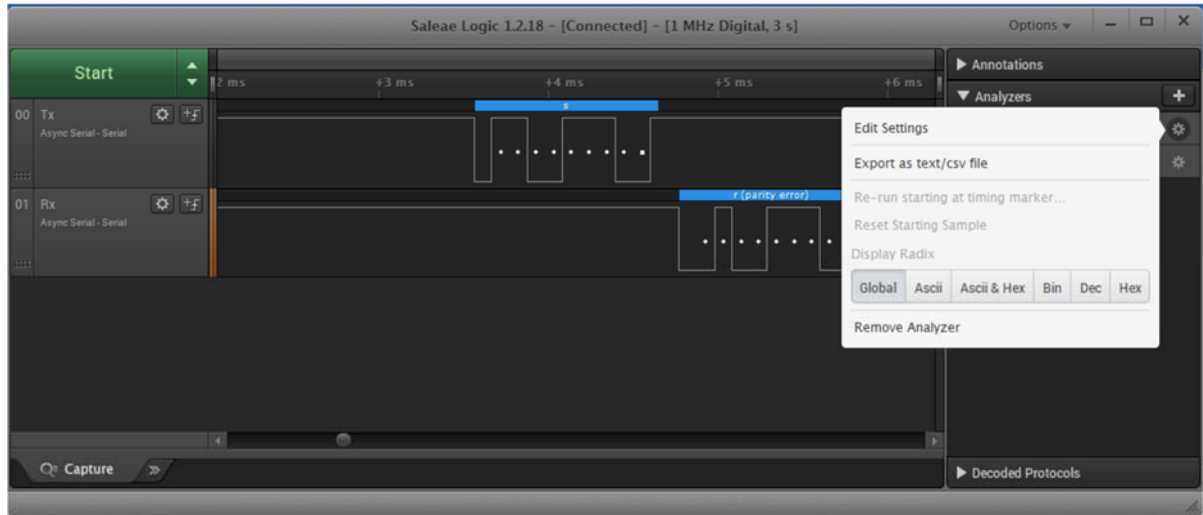 Saleae Logic 1.2.18 - [Connected] - [1 MHz Digital, 3 s]
Options
Start
2 ms
+3 ms
+4 ms
+5 ms
+6 ms
Annotations
Analyzers
00 Tx
Async Serial - Serial
s
01 Rx
Async Serial - Serial
r (parity error)
Edit Settings
Export as text/csv file
Re-run starting at timing marker...
Reset Starting Sample
Display Radix
Global Ascii Ascii & Hex Bin Dec Hex
Remove Analyzer
Capture
Decoded Protocols